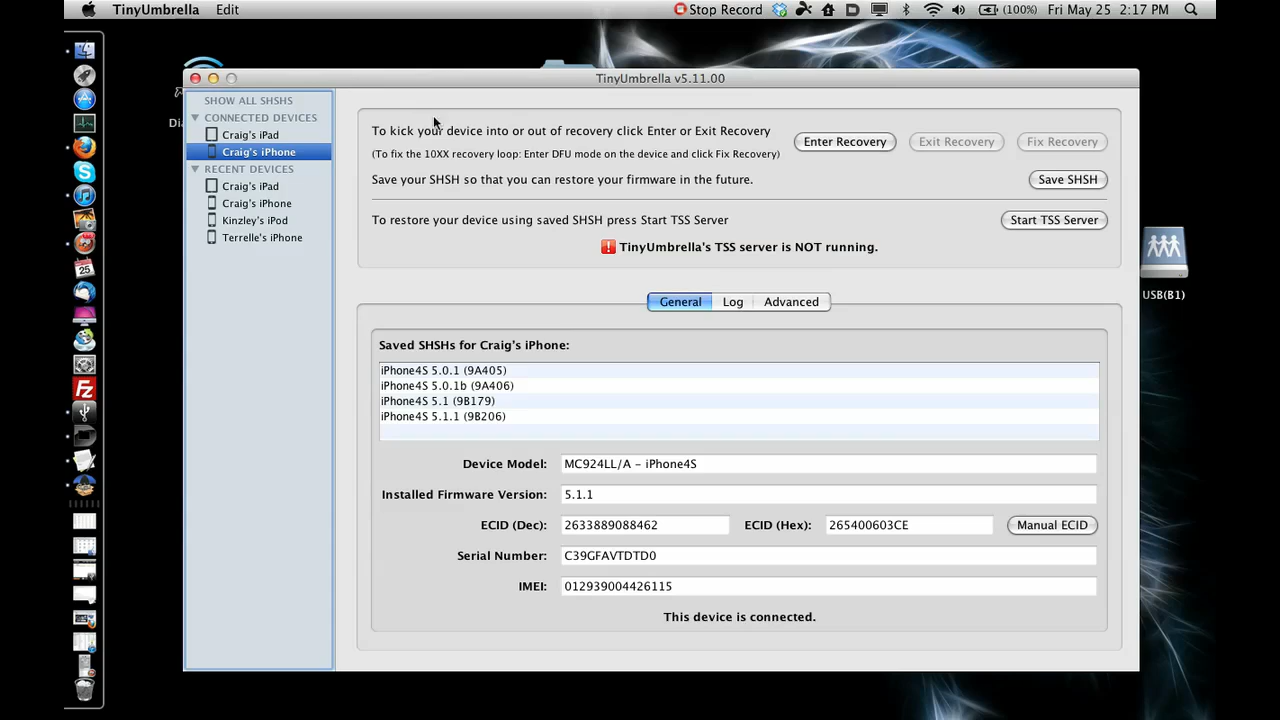 TinyUmbrella Edit Stop Record (100%) Fri May 25 2:17 PM
TinyUmbrella v5.11.00
SHOW ALL SHSHS
CONNECTED DEVICES
Craig's iPad
Craig's iPhone
RECENT DEVICES
Craig's iPad
Craig's iPhone
Kinzley's iPod
Terrelle's iPhone
To kick your device into or out of recovery click Enter or Exit Recovery
(To fix the 10XX recovery loop: Enter DFU mode on the device and click Fix Recovery)
Enter Recovery Exit Recovery Fix Recovery
Save your SHSH so that you can restore your firmware in the future.
Save SHSH
To restore your device using saved SHSH press Start TSS Server
Start TSS Server
TinyUmbrella's TSS server is NOT running.
General Log Advanced
Saved SHSHs for Craig's iPhone:
iPhone4S 5.0.1 (9A405)
iPhone4S 5.0.1b (9A406)
iPhone4S 5.1 (9B179)
iPhone4S 5.1.1 (9B206)
Device Model: MC924LL/A - iPhone4S
Installed Firmware Version: 5.1.1
ECID (Dec): 2633889088462 ECID (Hex): 265400603CE Manual ECID
Serial Number: C39GFAVTDTD0
IMEI: 012939004426115
This device is connected.
USB(B1)
25
Fz